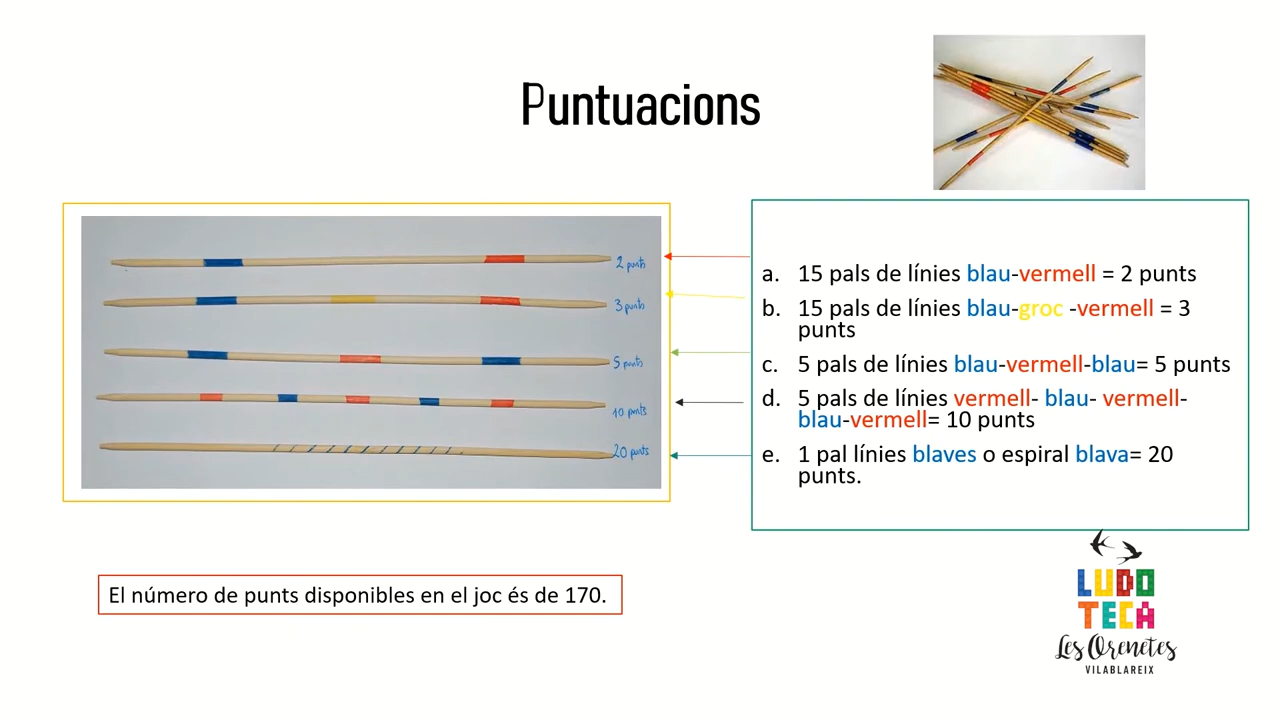 Puntuacions
2 punts
3 punts
5 punts
10 punts
20 punts
a. 15 pals de línies blau-vermell = 2 punts
b. 15 pals de línies blau-groc -vermell = 3
punts
c. 5 pals de línies blau-vermell-blau= 5 punts
d. 5 pals de línies vermell- blau- vermell-
blau-vermell= 10 punts
e. 1 pal línies blaves o espiral blava= 20
punts.
El número de punts disponibles en el joc és de 170.
LUDO
TECA
Les Orenetes
VILABLAREIX